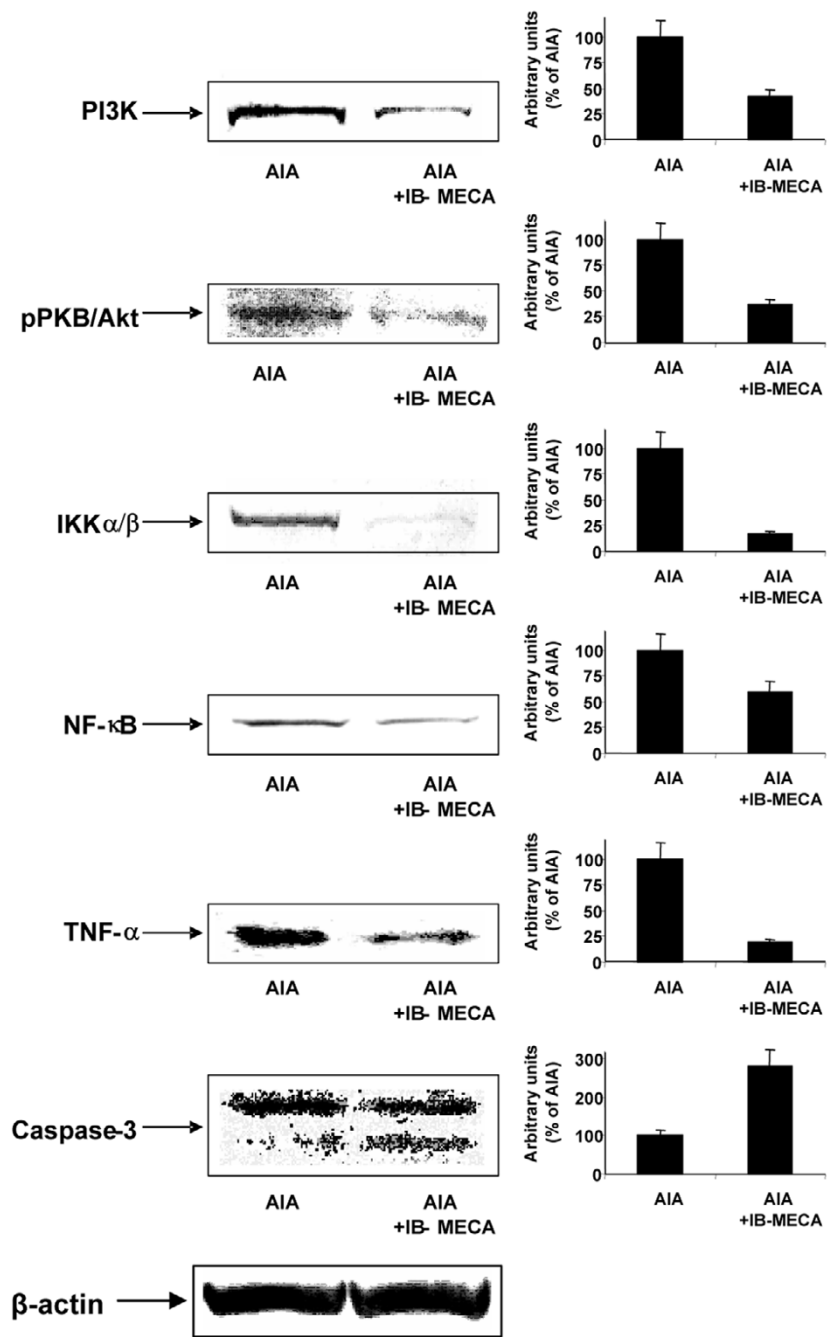 PI3K
AIA
AIA
+IB- MECA
Arbitrary units
(% of AIA)
100
75
50
25
0
AIA
AIA
+IB-MECA
pPKB/Akt
AIA
AIA
+IB- MECA
Arbitrary units
(% of AIA)
100
75
50
25
0
AIA
AIA
+IB-MECA
IKKα/β
AIA
AIA
+IB- MECA
Arbitrary units
(% of AIA)
100
75
50
25
0
AIA
AIA
+IB-MECA
NF-κB
AIA
AIA
+IB- MECA
Arbitrary units
(% of AIA)
100
75
50
25
0
AIA
AIA
+IB-MECA
TNF-α
AIA
AIA
+IB- MECA
Arbitrary units
(% of AIA)
100
75
50
25
0
AIA
AIA
+IB-MECA
Caspase-3
AIA
AIA
+IB- MECA
Arbitrary units
(% of AIA)
300
200
100
0
AIA
AIA
+IB-MECA
β-actin